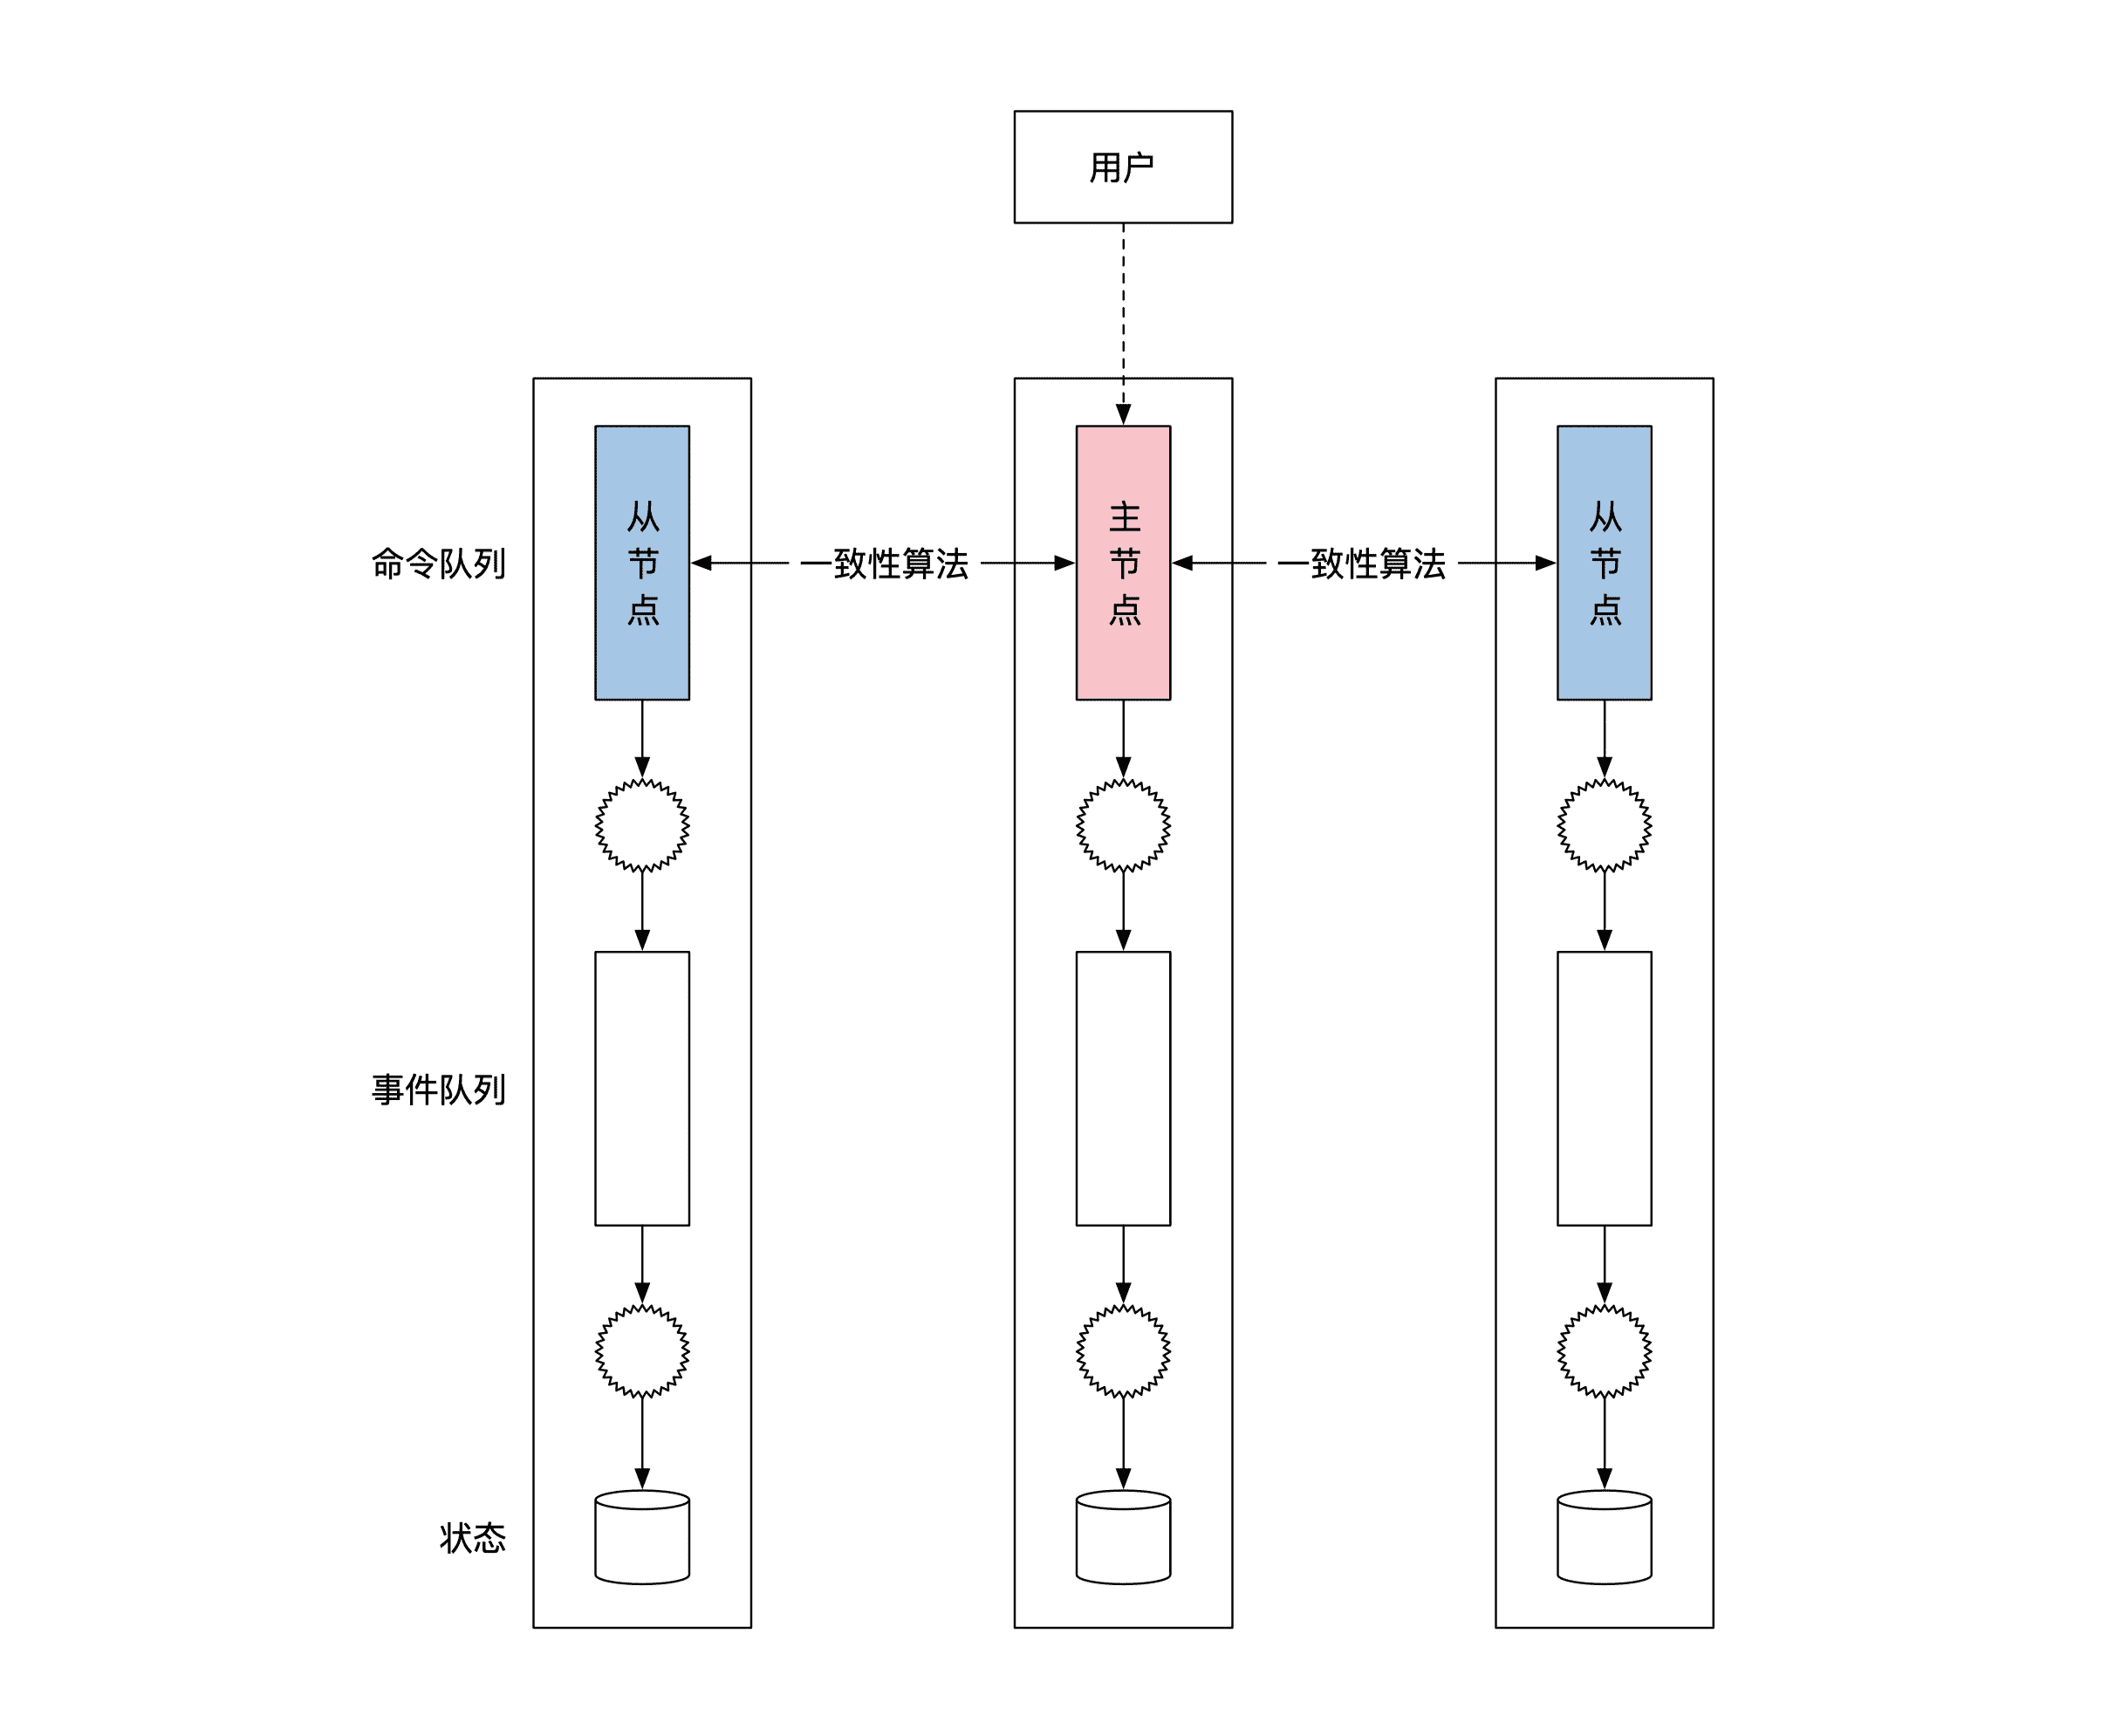 用户
命令队列
从节点
一致性算法
主节点
一致性算法
从节点
事件队列
状态